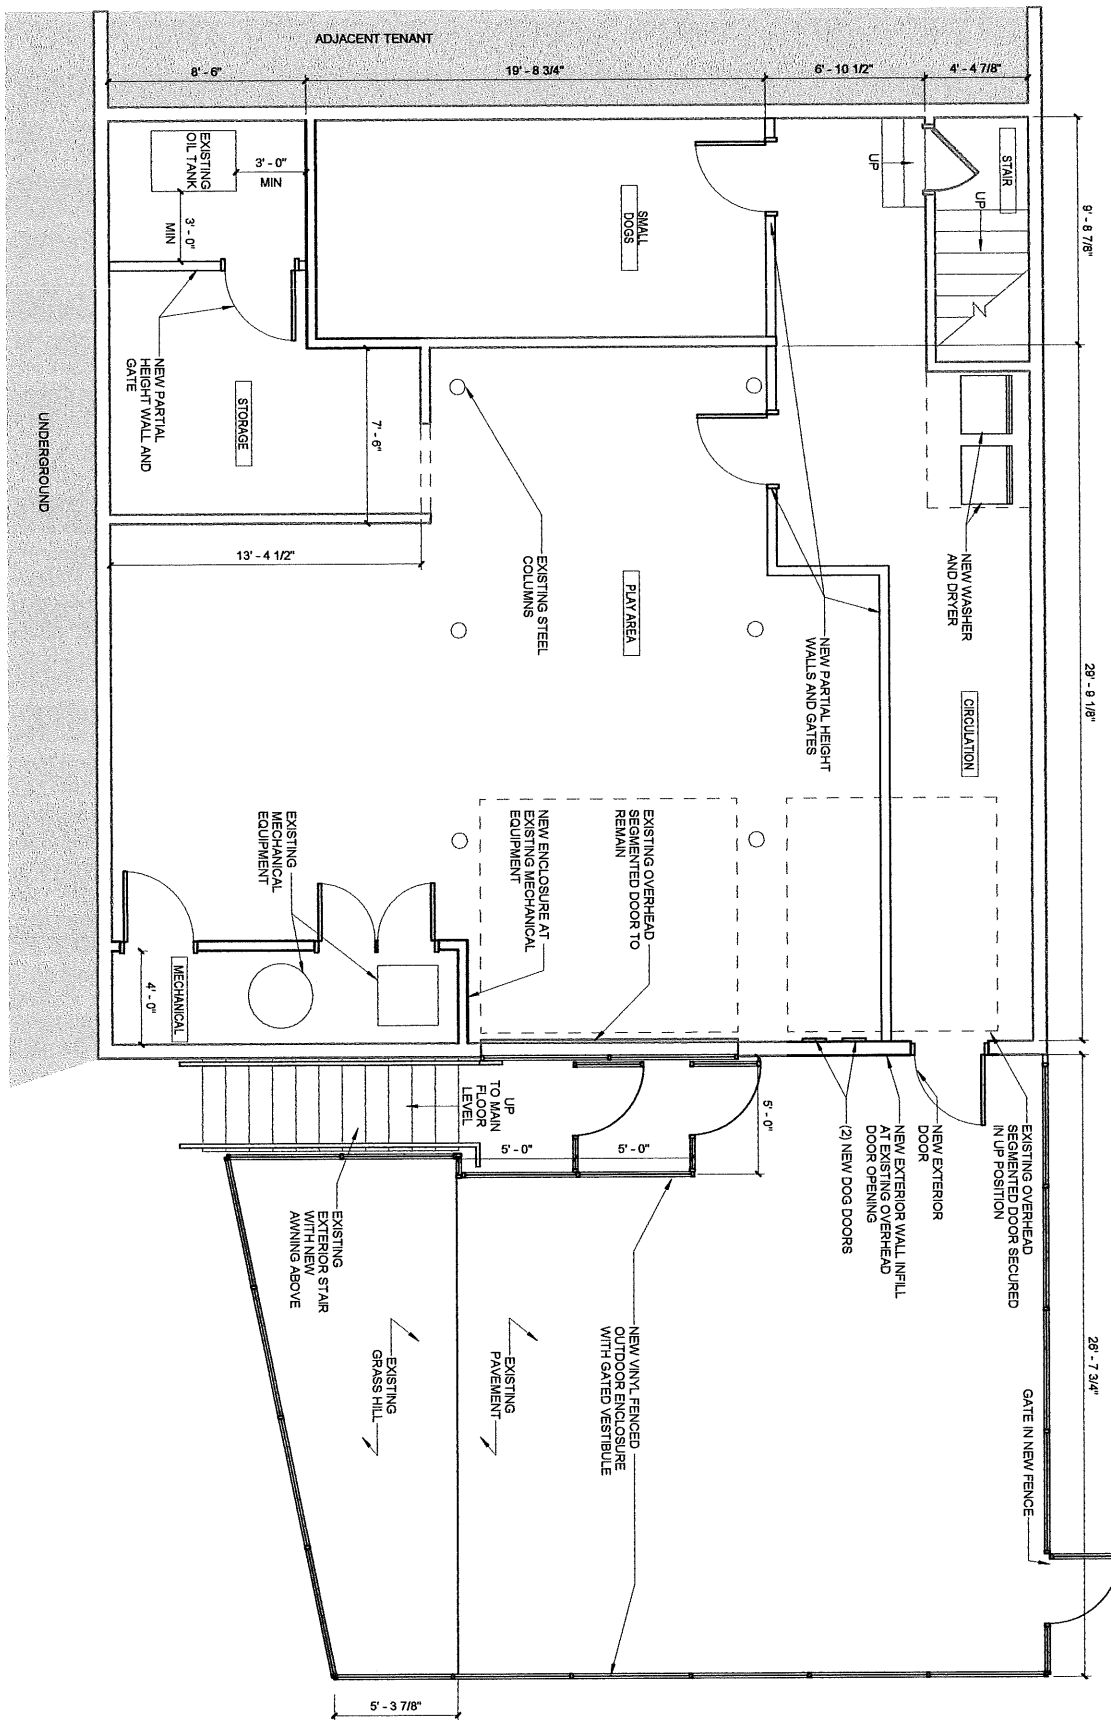 ADJACENT TENANT
8' - 6"
19' - 8 3/4"
6' - 10 1/2"
4' - 4 7/8"
EXISTING
OIL TANK
3' - 0"
MIN
3' - 0"
MIN
SMALL
DOGS
UP
STAIR
UP
9' - 8 7/8"
NEW PARTIAL
HEIGHT WALL AND
GATE
STORAGE
7' - 6"
UNDERGROUND
13' - 4 1/2"
EXISTING STEEL
COLUMNS
PLAY AREA
NEW PARTIAL HEIGHT
WALLS AND GATES
NEW WASHER
AND DRYER
CIRCULATION
29' - 9 1/8"
EXISTING
MECHANICAL
EQUIPMENT
NEW ENCLOSURE AT
EXISTING MECHANICAL
EQUIPMENT
EXISTING OVERHEAD
SEGMENTED DOOR TO
REMAIN
MECHANICAL
4' - 0"
UP
TO MAIN
FLOOR
LEVEL
5' - 0"
5' - 0"
5' - 0"
(2) NEW DOG DOORS
NEW EXTERIOR WALL INFILL
AT EXISTING OVERHEAD
DOOR OPENING
NEW EXTERIOR
DOOR
EXISTING OVERHEAD
SEGMENTED DOOR SECURED
IN UP POSITION
EXISTING
EXTERIOR STAIR
WITH NEW
AWNING ABOVE
EXISTING
GRASS HILL
EXISTING
PAVEMENT
NEW VINYL FENCED
OUTDOOR ENCLOSURE
WITH GATED VESTIBULE
GATE IN NEW FENCE
26' - 7 3/4"
5' - 3 7/8"